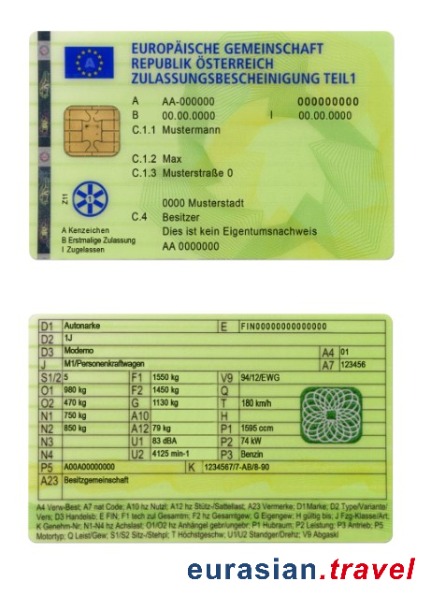 A
EUROPÄISCHE GEMEINSCHAFT
REPUBLIK ÖSTERREICH
ZULASSUNGSBESCHEINIGUNG TEIL1
A AA-000000 000000000
B 00.00.0000 I 00.00.0000
C.1.1 Mustermann
C.1.2 Max
C.1.3 Musterstraße 0
0000 Musterstadt
Z11
1
C.4 Besitzer
Dies ist kein Eigentumsnachweis
AA 0000000
A Kenzeichen
B Erstmalige Zulassung
I Zugelassen
D1 Automarke E FIN00000000000000
D2 1J
D3 Moderno A4 01
J M1/Personenkraftwagen A7 123456
S1/2 5 F1 1550 kg V9 94/12/EWG
O1 980 kg F2 1450 kg Q
O2 470 kg G 1130 kg T 180 km/h
N1 750 kg A10 H
N2 850 kg A12 79 kg P1 1595 ccm
N3 U1 83 dBA P2 74 kW
N4 U2 4125 min-1 P3 Benzin
P5 A00A00000000 K 1234567/7-AB/8-90
A23 Besitzgemeinschaft
A4 Verw-Best; A7 nat Code; A10 hz Nutzl; A12 hz Stütz-/Sattellast; A23 Vermerke; D1Marke; D2 Type/Variante/
Vers; D3 Handelsb; E FIN; F1 tech zul Gesamtm; F2 hz Gesamtgew; G Eigengew; H gültig bis; J Fzg-Klasse/Art;
K Genehm-Nr; N1-N4 hz Achslast; O1/O2 hz Anhängel gebr/ungebr; P1 Hubraum; P2 Leistung; P3 Antrieb; P5
Motortyp; Q Leist/Gew; S1/S2 Sitz-/Stehpl; T Höchstgeschw; U1/U2 Standger/Drehz; V9 Abgaskl
eurasian.travel